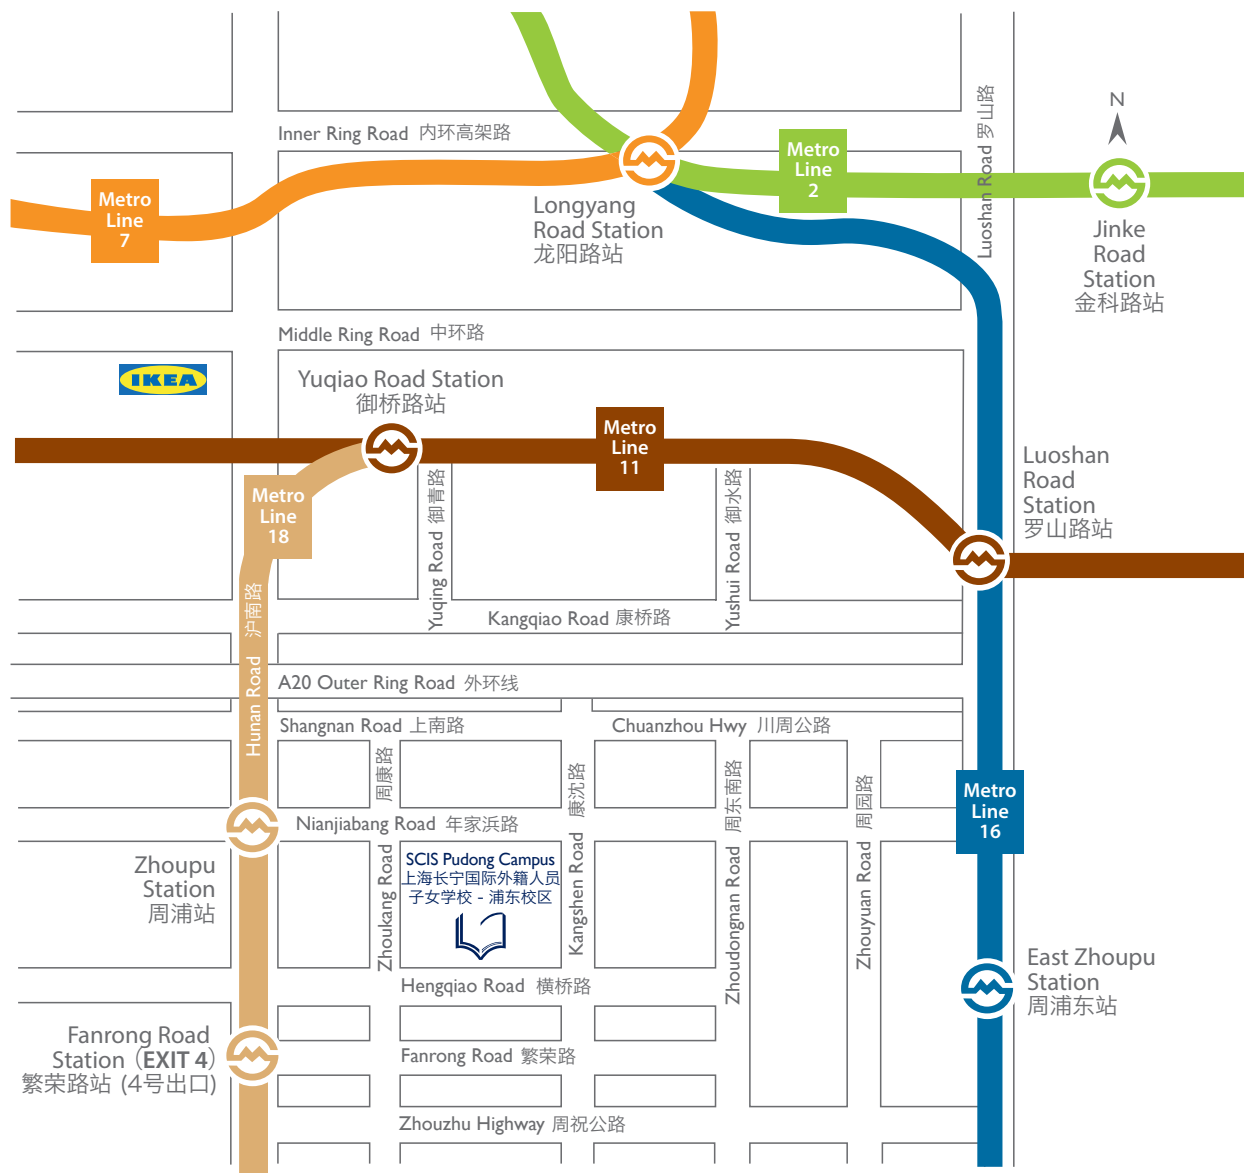 N
Inner Ring Road 内环高架路
Metro
Line
2
Luoshan Road 罗山路
Metro
Line
7
Longyang
Road Station
龙阳路站
Jinke
Road
Station
金科路站
Middle Ring Road 中环路
IKEA
Yuqiao Road Station
御桥路站
Metro
Line
11
Luoshan
Road
Station
罗山路站
Metro
Line
18
Yuqing Road 御青路
Yushui Road 御水路
Hunan Road 沪南路
Kangqiao Road 康桥路
A20 Outer Ring Road 外环线
Shangnan Road 上南路
Chuanzhou Hwy 川周公路
Zhoukang Road 周康路
Kangshen Road 康沈路
Zhoudongnan Road 周东南路
Zhouyuan Road 周园路
Metro
Line
16
Nianjiabang Road 年家浜路
Zhoupu
Station
周浦站
SCIS Pudong Campus
上海长宁国际外籍人员
子女学校 - 浦东校区
Hengqiao Road 横桥路
East Zhoupu
Station
周浦东站
Fanrong Road
Station (EXIT 4)
繁荣路站 (4号出口)
Fanrong Road 繁荣路
Zhouzhu Highway 周祝公路